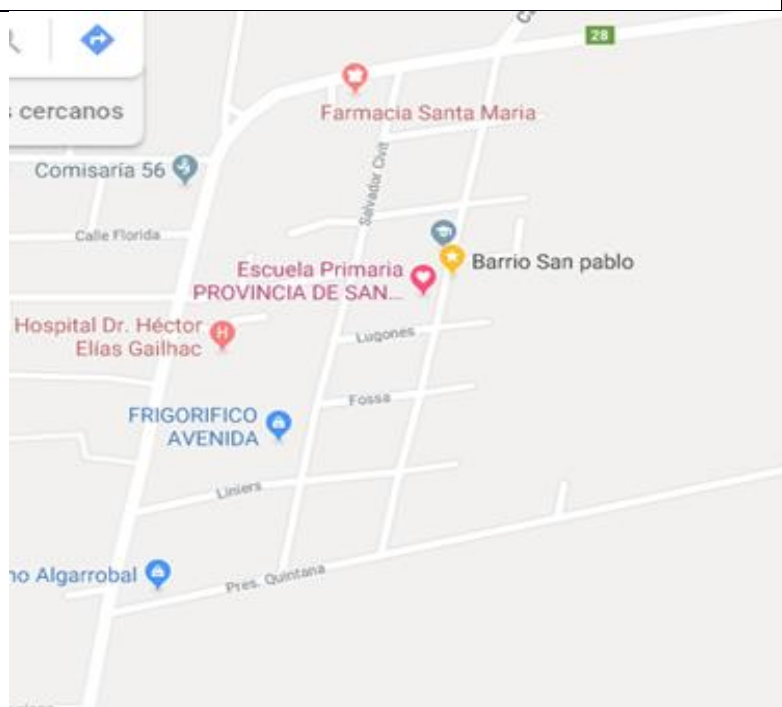 28
s cercanos
Farmacia Santa Maria
Comisaría 56
Salvador Civit
Calle Florida
Barrio San pablo
Escuela Primaria
PROVINCIA DE SAN...
Hospital Dr. Héctor
Elías Gailhac
Lugones
Fossa
FRIGORIFICO
AVENIDA
Liniers
no Algarrobal
Pres. Quintana